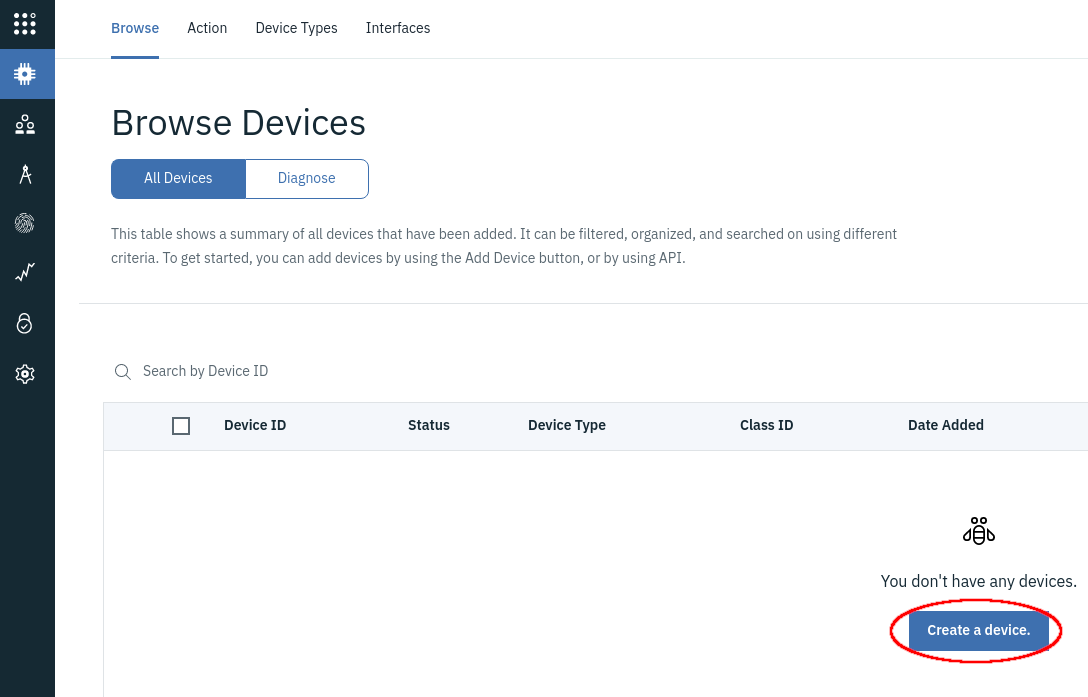 Browse Action Device Types Interfaces
Browse Devices
All Devices Diagnose
This table shows a summary of all devices that have been added. It can be filtered, organized, and searched on using different
criteria. To get started, you can add devices by using the Add Device button, or by using API.
Search by Device ID
Device ID Status Device Type Class ID Date Added
You don't have any devices.
Create a device.